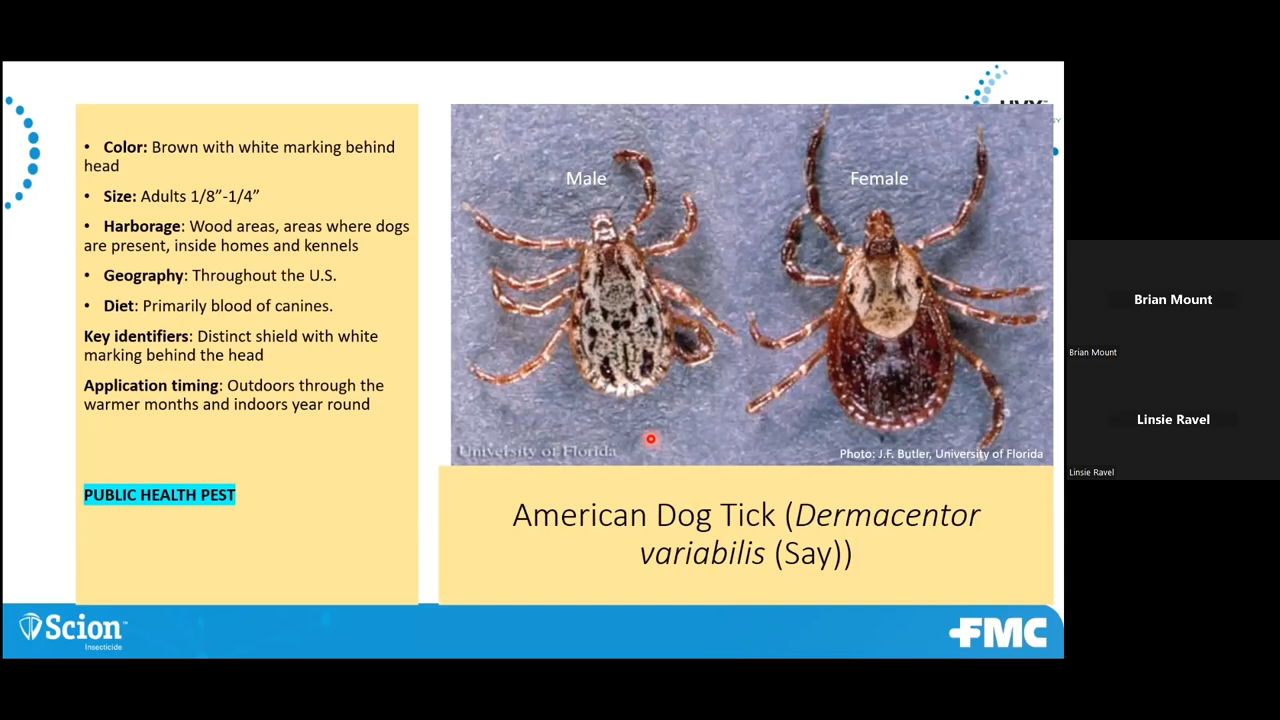 • Color: Brown with white marking behind
head
• Size: Adults 1/8”-1/4”
• Harborage: Wood areas, areas where dogs
are present, inside homes and kennels
• Geography: Throughout the U.S.
• Diet: Primarily blood of canines.
Key identifiers: Distinct shield with white
marking behind the head
Application timing: Outdoors through the
warmer months and indoors year round
PUBLIC HEALTH PEST
Male
Female
University of Florida
Photo: J.F. Butler, University of Florida
American Dog Tick (Dermacentor
variabilis (Say))
Scion™
Insecticide
FMC
Brian Mount
Brian Mount
Linsie Ravel
Linsie Ravel